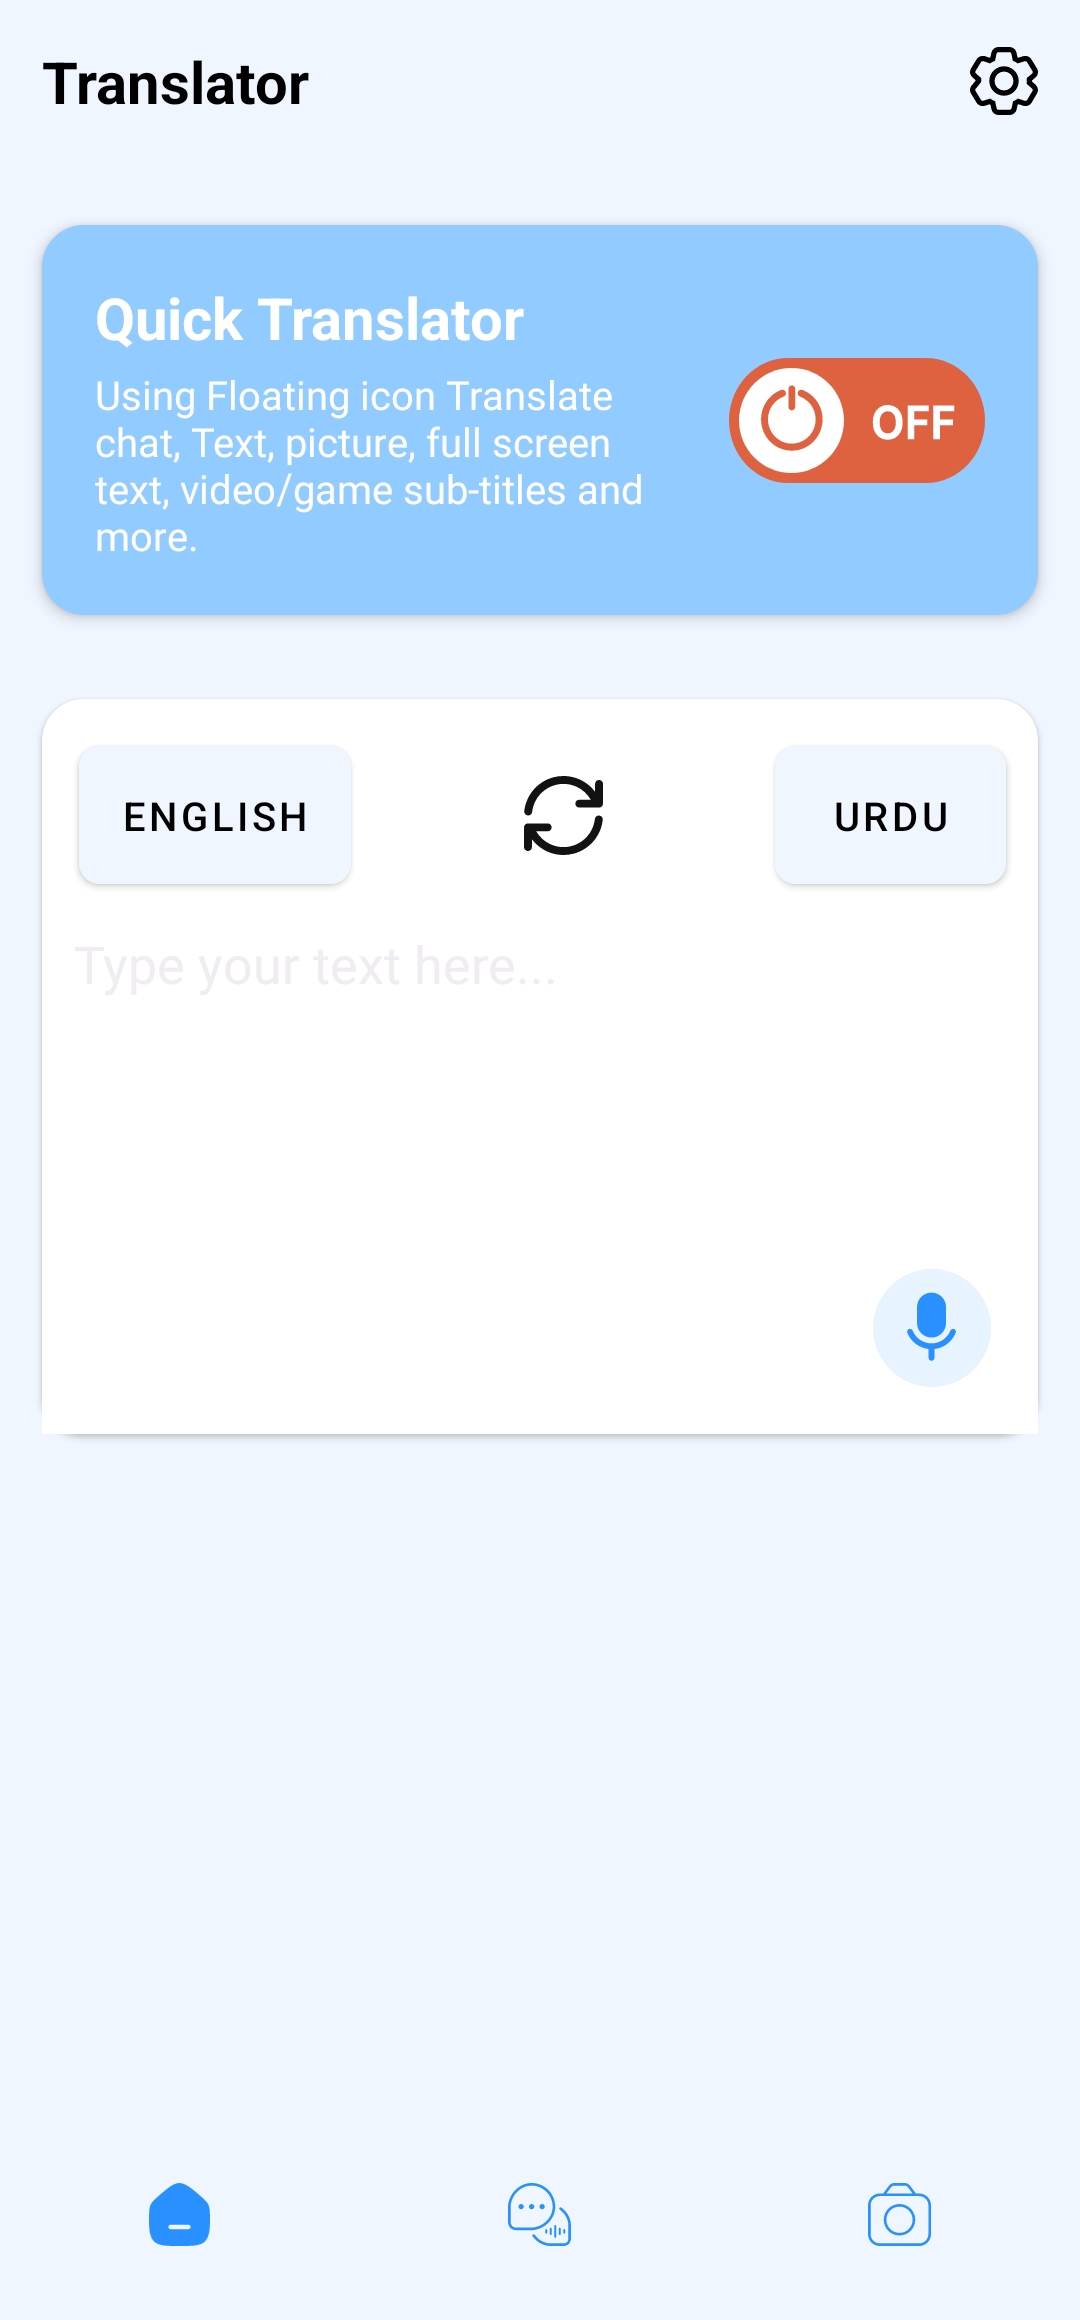 Translator
Quick Translator
Using Floating icon Translate
chat, Text, picture, full screen
text, video/game sub-titles and
more.
OFF
ENGLISH
URDU
Type your text here...